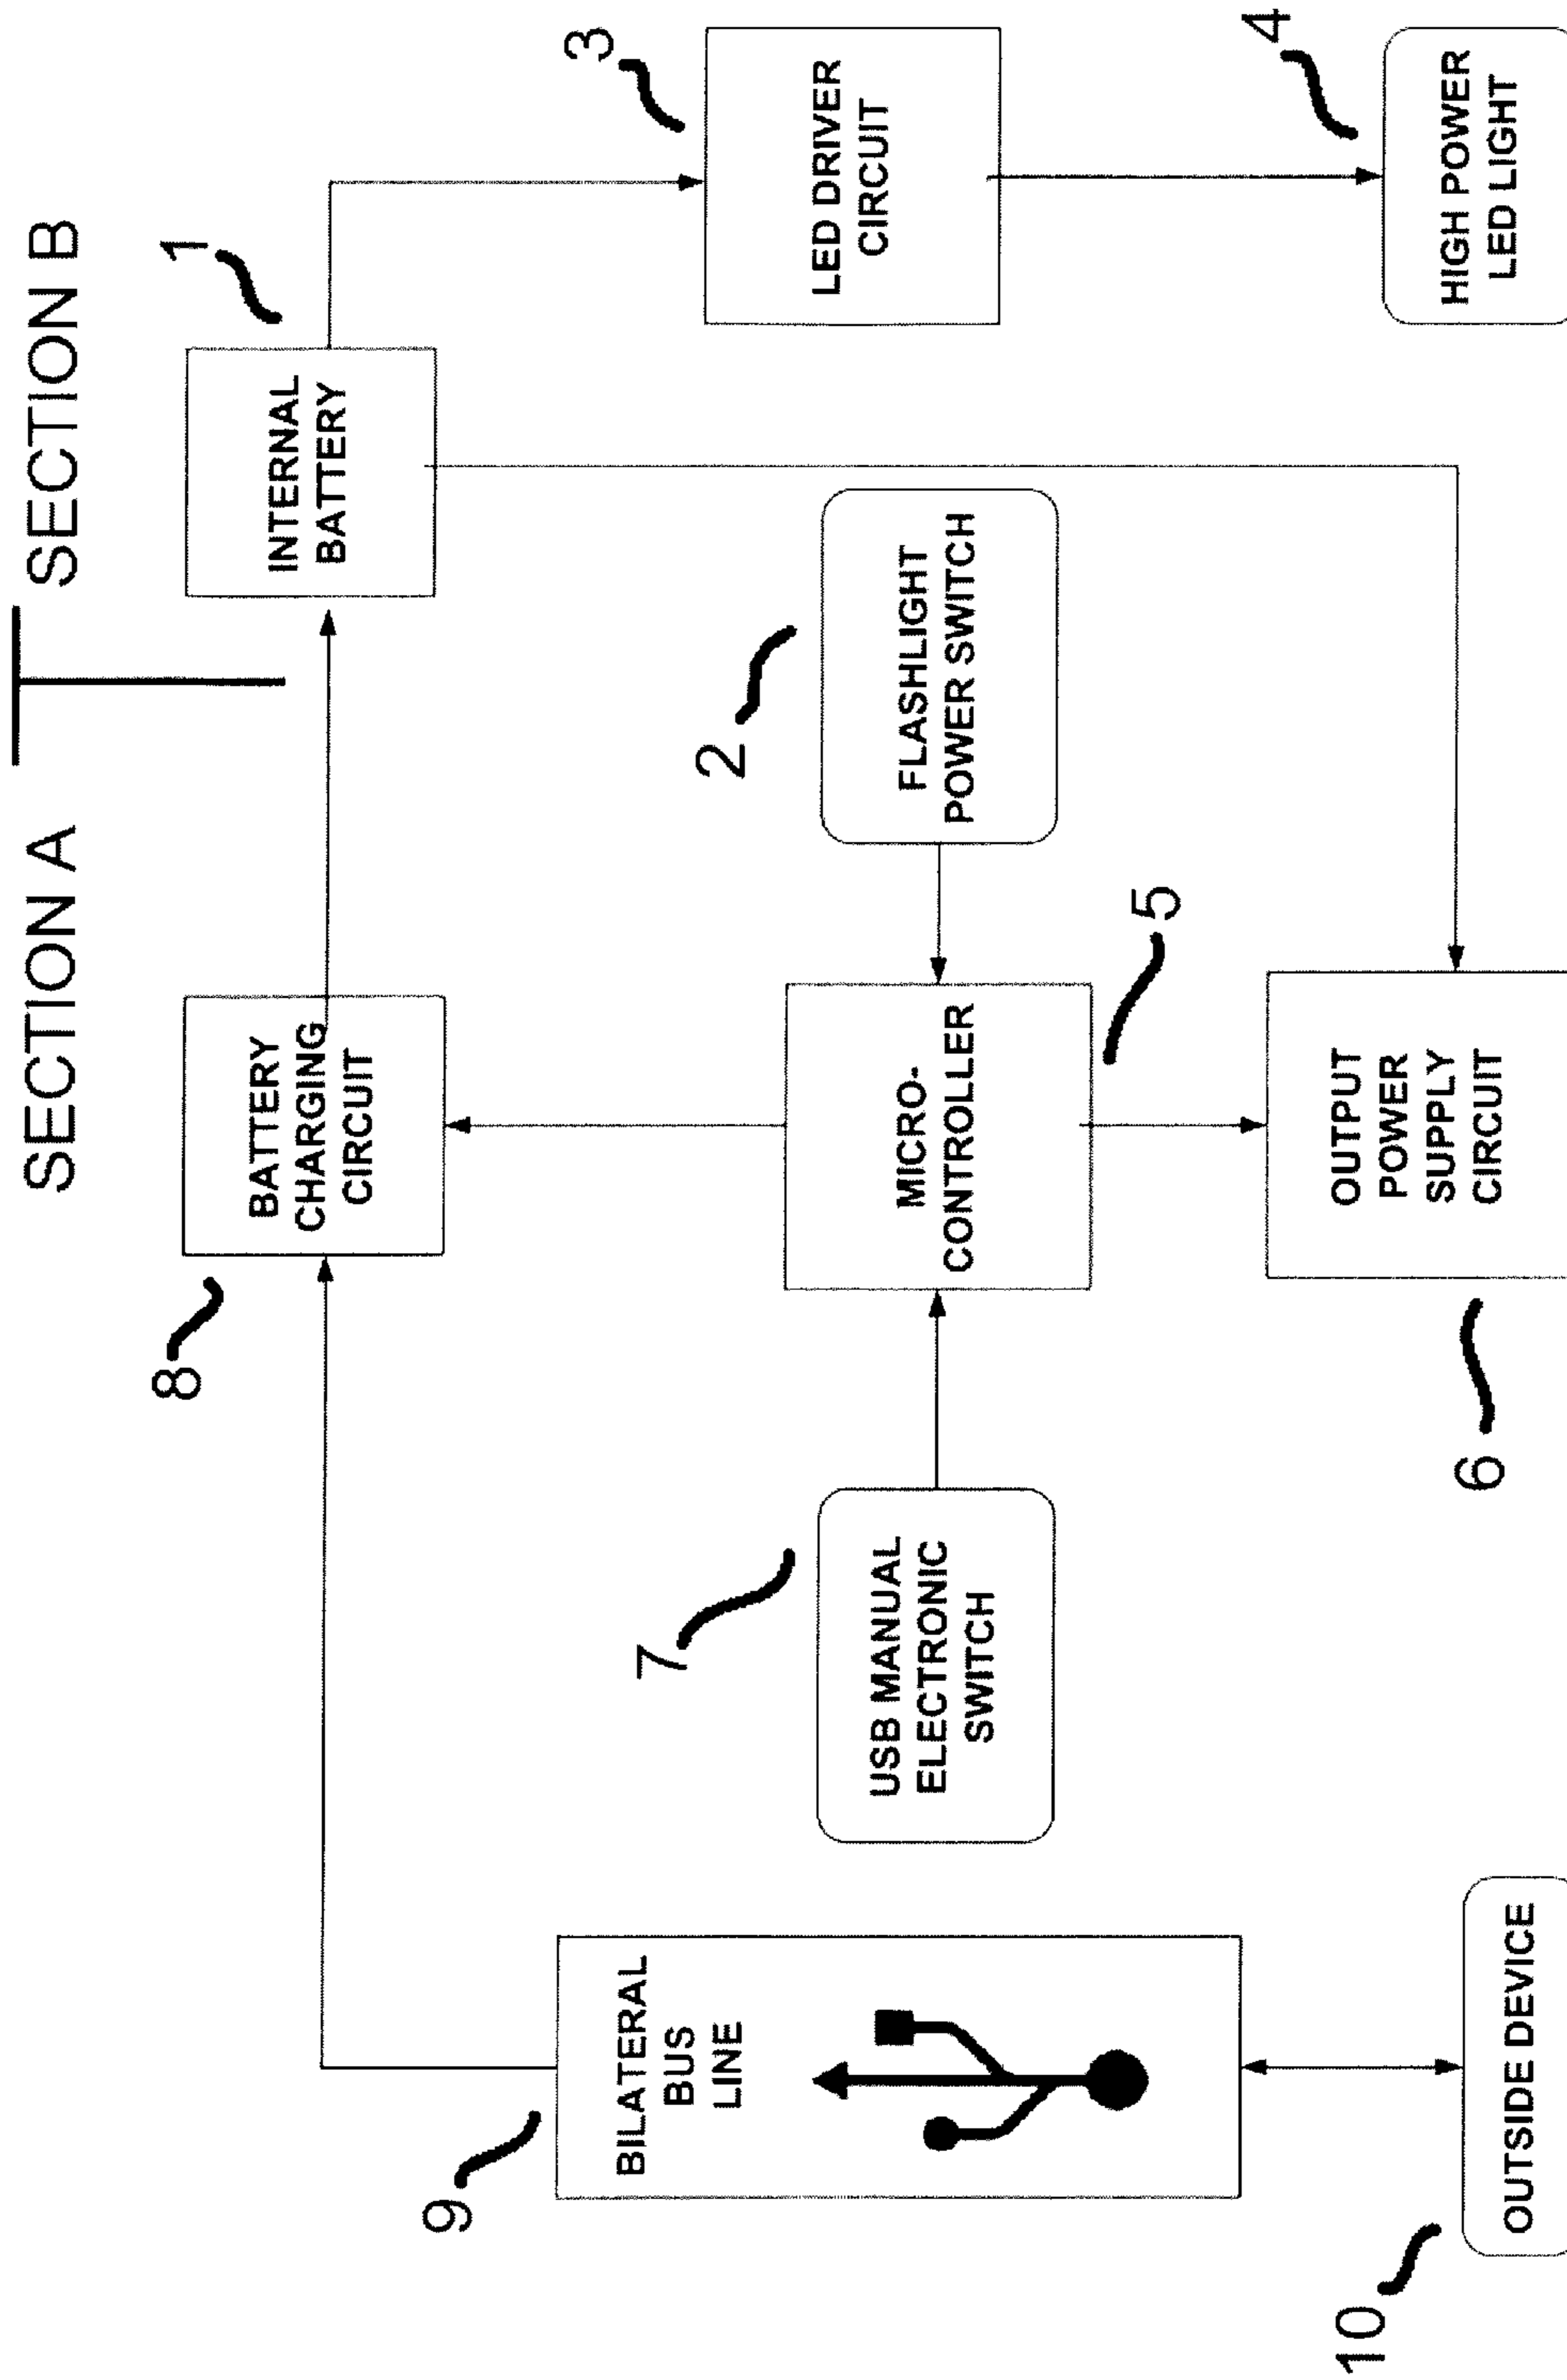 SECTION A
SECTION B
8
BATTERY
CHARGING
CIRCUIT
1
INTERNAL
BATTERY
3
LED DRIVER
CIRCUIT
9
BILATERAL
BUS
LINE
7
USB MANUAL
ELECTRONIC
SWITCH
MICRO-
CONTROLLER
5
2
FLASHLIGHT
POWER SWITCH
4
HIGH POWER
LED LIGHT
10
OUTSIDE DEVICE
6
OUTPUT
POWER
SUPPLY
CIRCUIT